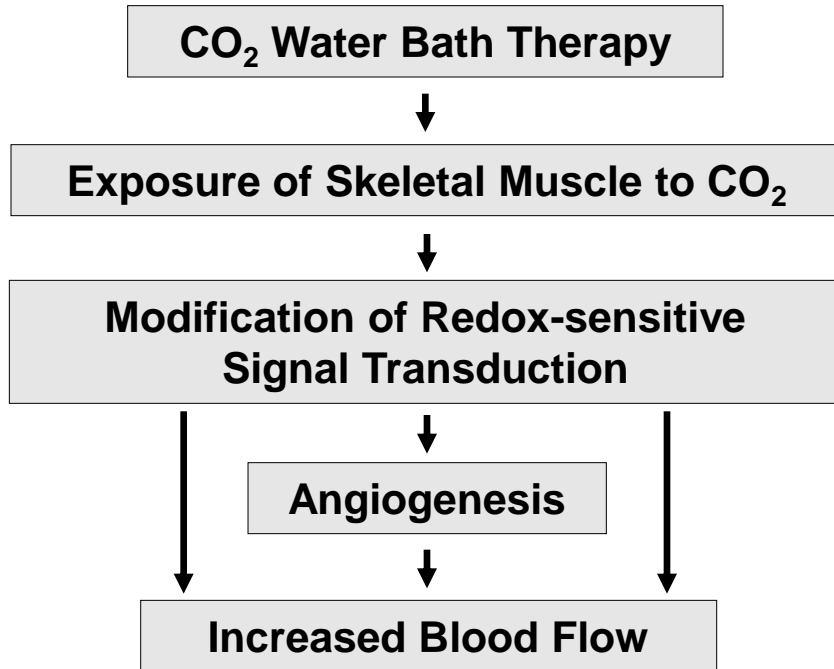 CO₂ Water Bath Therapy
Exposure of Skeletal Muscle to CO₂
Modification of Redox-sensitive
Signal Transduction
Angiogenesis
Increased Blood Flow